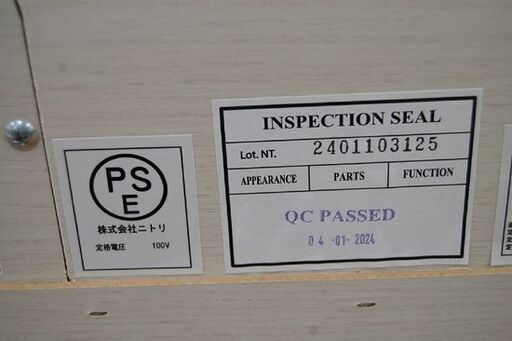 PS
E
株式会社ニトリ
定格電圧 100V
INSPECTION SEAL
Lot. NT. 2401103125
APPEARANCE PARTS FUNCTION
QC PASSED
04 -01- 2024